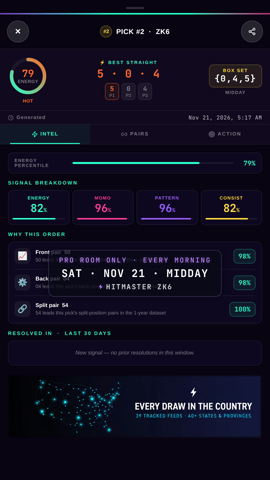 #2 PICK #2 · ZK6
79
ENERGY
HOT
⚡ BEST STRAIGHT
5 · 0 · 4
5 0 4
P1 P2 P3
BOX SET
{0,4,5}
MIDDAY
Generated
Nov 21, 2026, 5:17 AM
INTEL
PAIRS
ACTION
ENERGY PERCENTILE
79%
SIGNAL BREAKDOWN
ENERGY
82%
MOMO
96%
PATTERN
96%
CONSIST
82%
WHY THIS ORDER
Front pair
98%
PRO ROOM ONLY · EVERY MORNING
SAT · NOV 21 · MIDDAY
⚡ HITMASTER ZK6
Back
98%
Split pair 54
54 leads this pick's split-position pairs in the 1-year dataset
100%
RESOLVED IN · LAST 30 DAYS
New signal — no prior resolutions in this window.
EVERY DRAW IN THE COUNTRY
39 TRACKED FEEDS · 40+ STATES & PROVINCES